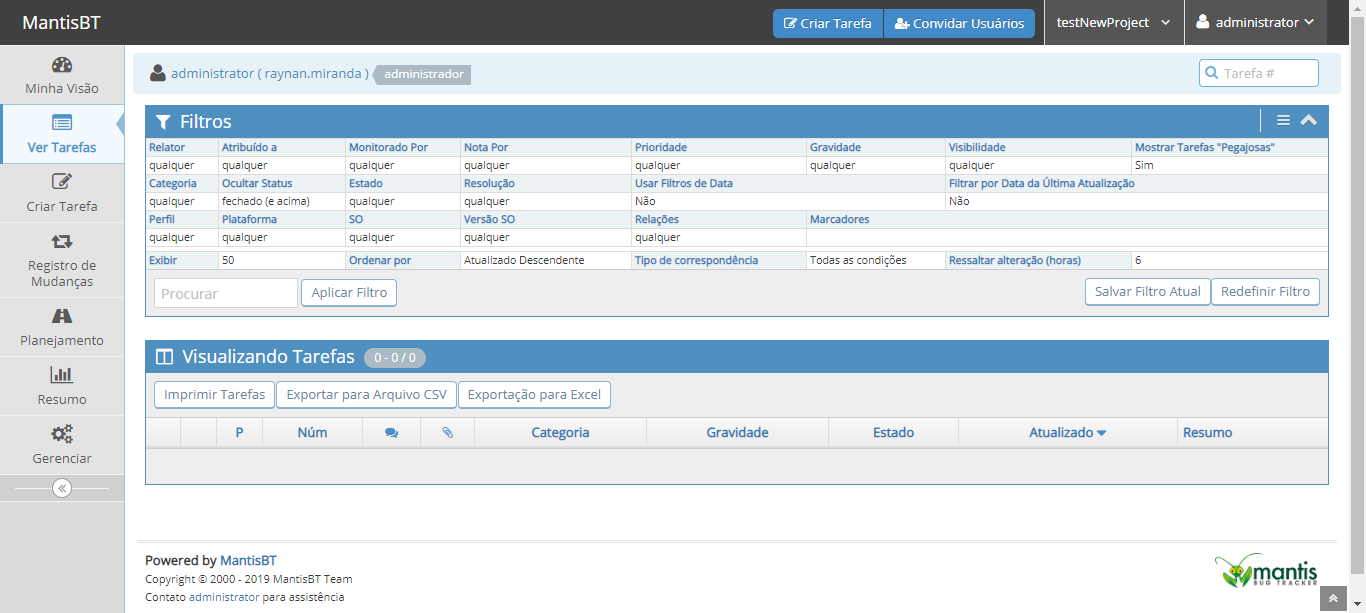 MantisBT
Criar Tarefa
Convidar Usuários
testNewProject
administrator
Minha Visão
Ver Tarefas
Criar Tarefa
Registro de
Mudanças
Planejamento
Resumo
Gerenciar
administrator ( raynan.miranda ) administrador
Tarefa #
Filtros
Relator Atribuído a Monitorado Por Nota Por Prioridade Gravidade Visibilidade Mostrar Tarefas "Pegajosas"
qualquer qualquer qualquer qualquer qualquer qualquer qualquer Sim
Categoria Ocultar Status Estado Resolução Usar Filtros de Data Filtrar por Data da Última Atualização
qualquer fechado (e acima) qualquer qualquer Não Não
Perfil Plataforma SO Versão SO Relações Marcadores
qualquer qualquer qualquer qualquer qualquer
Exibir 50 Ordenar por Atualizado Descendente Tipo de correspondência Todas as condições Ressaltar alteração (horas) 6
Procurar Aplicar Filtro Salvar Filtro Atual Redefinir Filtro
Visualizando Tarefas 0 - 0 / 0
Imprimir Tarefas Exportar para Arquivo CSV Exportação para Excel
P Núm Categoria Gravidade Estado Atualizado Resumo
Powered by MantisBT
Copyright © 2000 - 2019 MantisBT Team
Contato administrator para assistência
mantis
BUG TRACKER